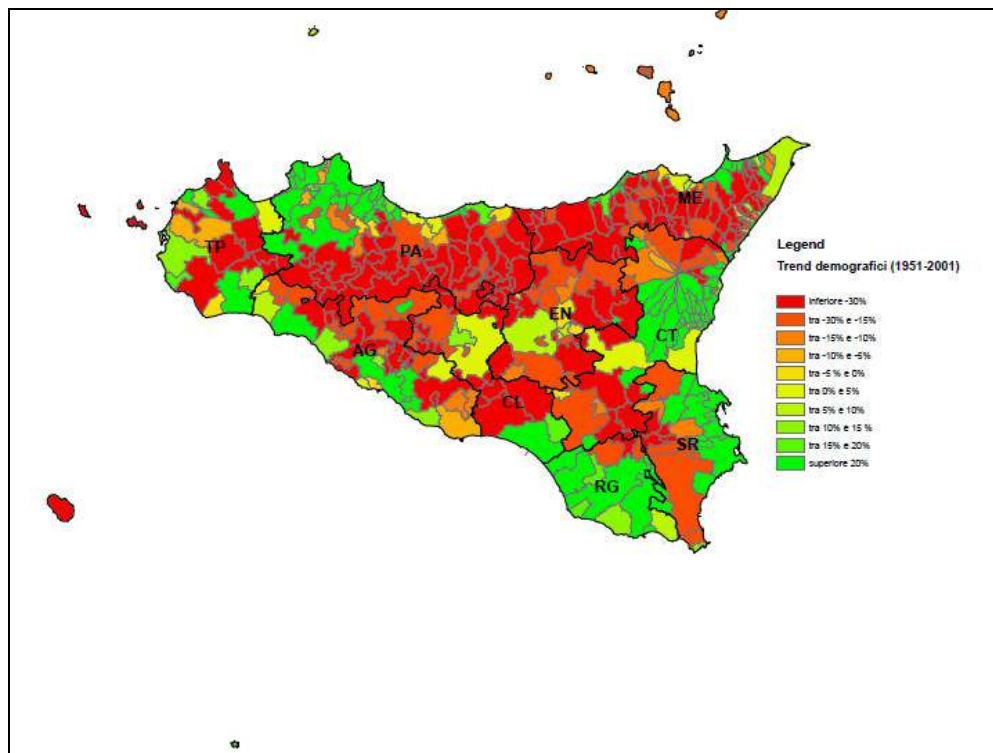 ME
TP
PA
EN
CT
AG
CL
SR
RG
Legend
Trend demografici (1951-2001)
inferiore -30%
tra -30% e -15%
tra -15% e -10%
tra -10% e -5%
tra -5 % e 0%
tra 0% e 5%
tra 5% e 10%
tra 10% e 15 %
tra 15% e 20%
superiore 20%